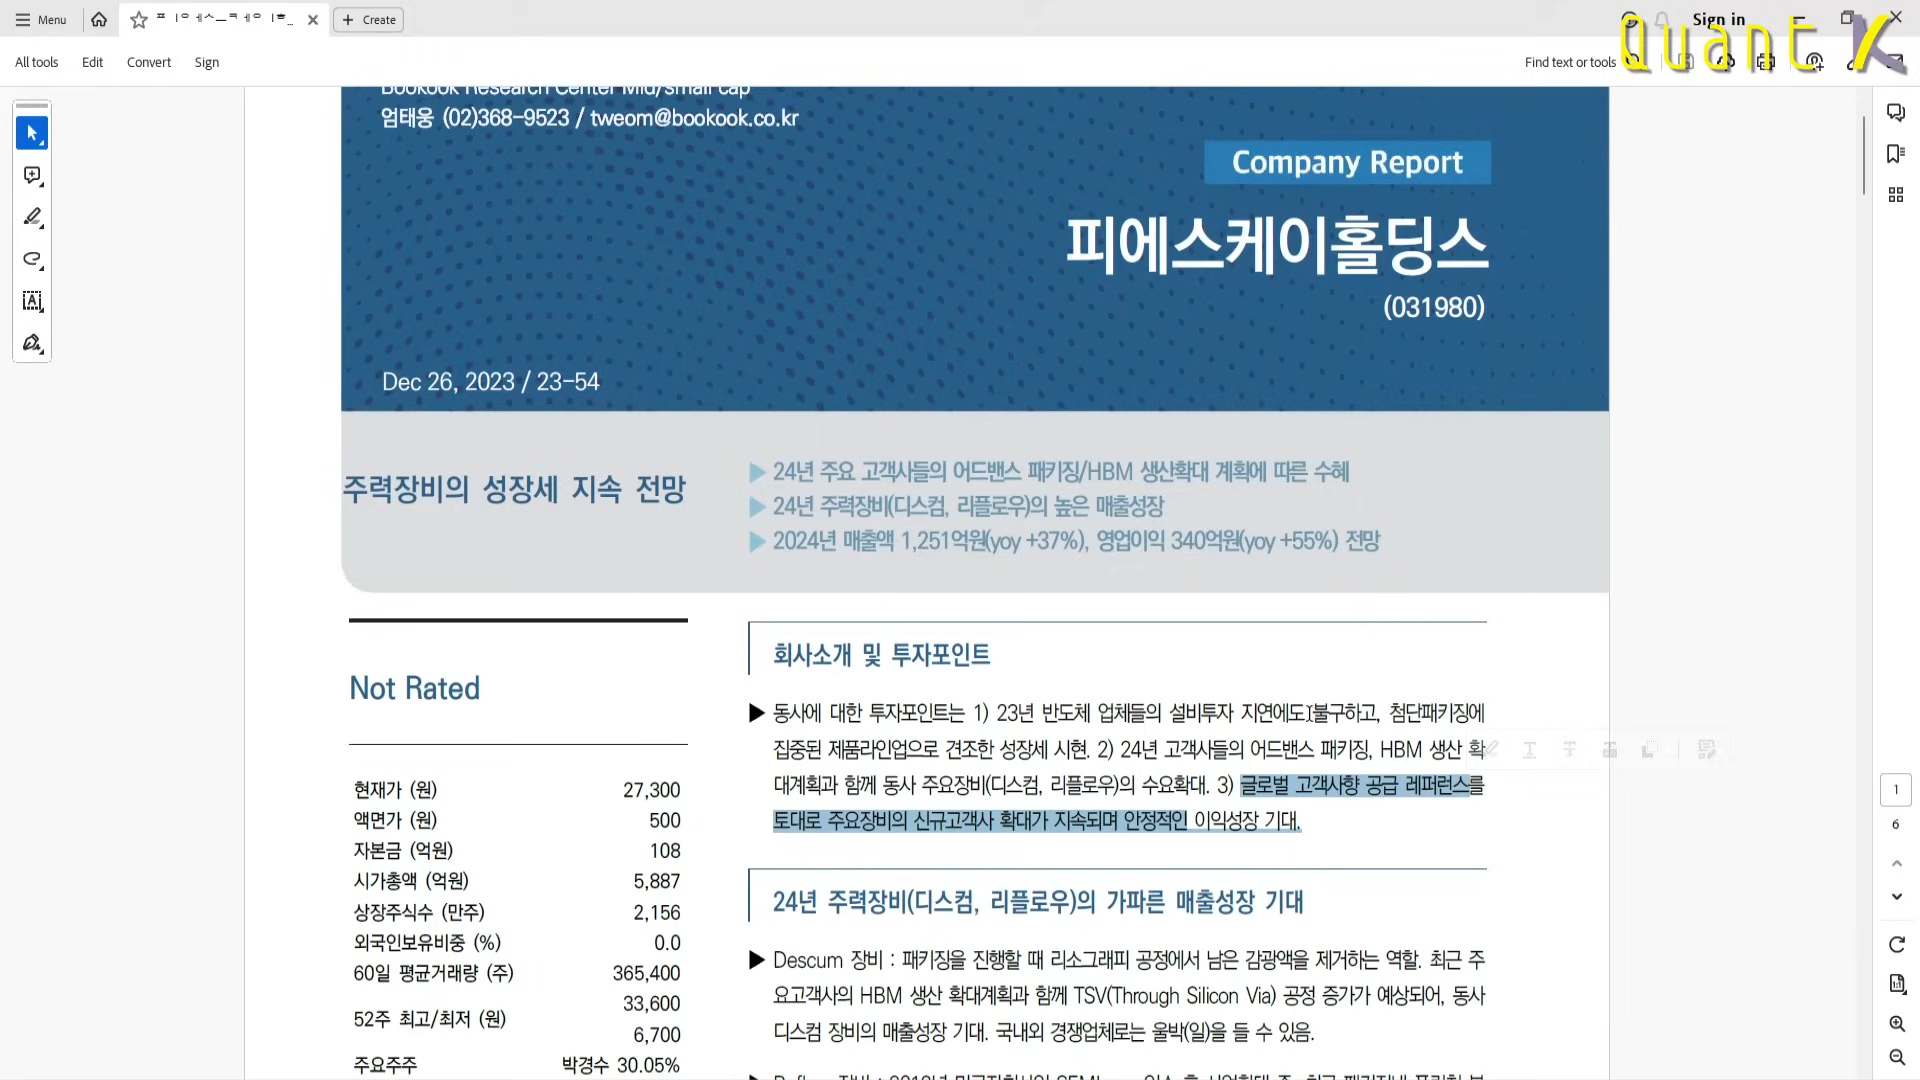 Menu
Create
Sign in
Quant K
All tools
Edit
Convert
Sign
Find text or tools
Bookook Research Center Mid/small cap
엄태웅 (02)368-9523 / tweom@bookook.co.kr
Company Report
피에스케이홀딩스
(031980)
Dec 26, 2023 / 23-54
주력장비의 성장세 지속 전망
▶ 24년 주요 고객사들의 어드밴스 패키징/HBM 생산확대 계획에 따른 수혜
▶ 24년 주력장비(디스컴, 리플로우)의 높은 매출성장
▶ 2024년 매출액 1,251억원(yoy +37%), 영업이익 340억원(yoy +55%) 전망
Not Rated
현재가 (원) 27,300
액면가 (원) 500
자본금 (억원) 108
시가총액 (억원) 5,887
상장주식수 (만주) 2,156
외국인보유비중 (%) 0.0
60일 평균거래량 (주) 365,400
52주 최고/최저 (원) 33,600
6,700
주요주주 박경수 30.05%
회사소개 및 투자포인트
▶ 동사에 대한 투자포인트는 1) 23년 반도체 업체들의 설비투자 지연에도 불구하고, 첨단패키징에
집중된 제품라인업으로 견조한 성장세 시현. 2) 24년 고객사들의 어드밴스 패키징, HBM 생산 확
대계획과 함께 동사 주요장비(디스컴, 리플로우)의 수요확대. 3) 글로벌 고객사향 공급 레퍼런스를
토대로 주요장비의 신규고객사 확대가 지속되며 안정적인 이익성장 기대.
24년 주력장비(디스컴, 리플로우)의 가파른 매출성장 기대
▶ Descum 장비 : 패키징을 진행할 때 리소그래피 공정에서 남은 감광액을 제거하는 역할. 최근 주
요고객사의 HBM 생산 확대계획과 함께 TSV(Through Silicon Via) 공정 증가가 예상되어, 동사
디스컴 장비의 매출성장 기대. 국내외 경쟁업체로는 울박(일)을 들 수 있음.
1
6